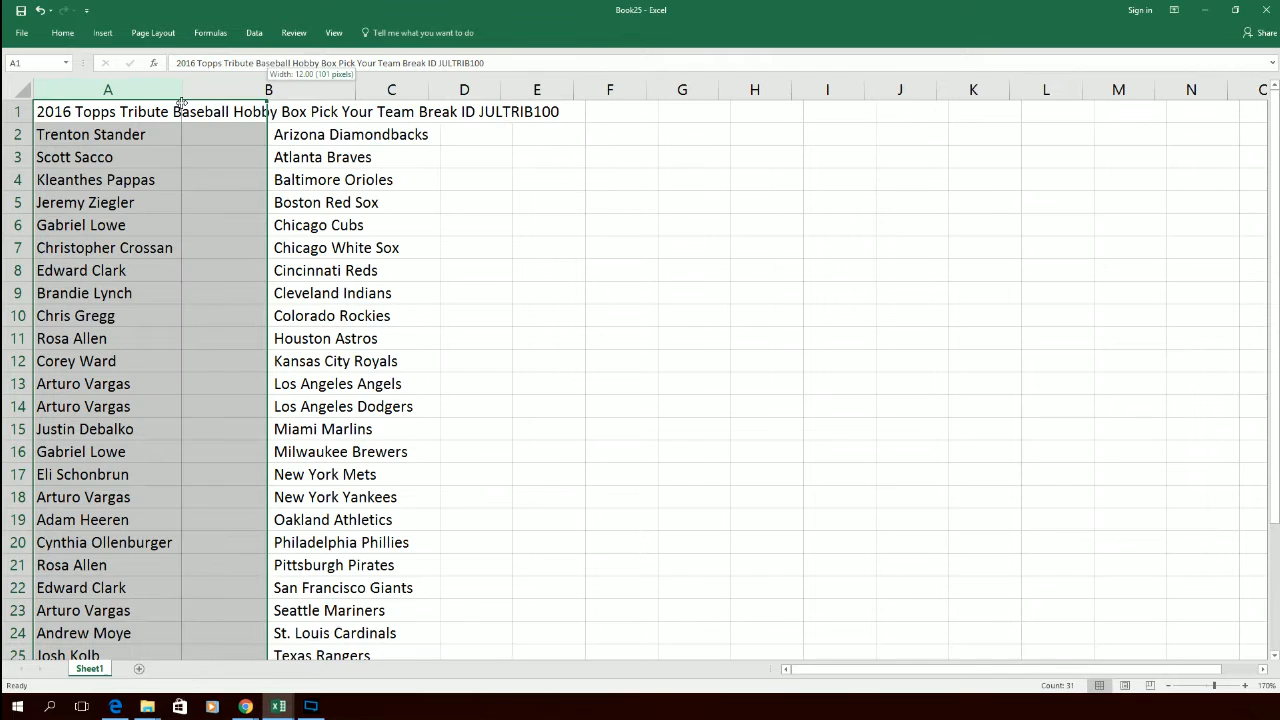 Book25 - Excel
Sign in
File Home Insert Page Layout Formulas Data Review View Tell me what you want to do Share
A1 fx 2016 Topps Tribute Baseball Hobby Box Pick Your Team Break ID JULTRIB100
Width: 12.00 (101 pixels)
A B C D E F G H I J K L M N
1 2016 Topps Tribute Baseball Hobby Box Pick Your Team Break ID JULTRIB100
2 Trenton Stander Arizona Diamondbacks
3 Scott Sacco Atlanta Braves
4 Kleanthes Pappas Baltimore Orioles
5 Jeremy Ziegler Boston Red Sox
6 Gabriel Lowe Chicago Cubs
7 Christopher Crossan Chicago White Sox
8 Edward Clark Cincinnati Reds
9 Brandie Lynch Cleveland Indians
10 Chris Gregg Colorado Rockies
11 Rosa Allen Houston Astros
12 Corey Ward Kansas City Royals
13 Arturo Vargas Los Angeles Angels
14 Arturo Vargas Los Angeles Dodgers
15 Justin Debalko Miami Marlins
16 Gabriel Lowe Milwaukee Brewers
17 Eli Schonbrun New York Mets
18 Arturo Vargas New York Yankees
19 Adam Heeren Oakland Athletics
20 Cynthia Ollenburger Philadelphia Phillies
21 Rosa Allen Pittsburgh Pirates
22 Edward Clark San Francisco Giants
23 Arturo Vargas Seattle Mariners
24 Andrew Moye St. Louis Cardinals
25 Josh Kolb Texas Rangers
Sheet1
Ready Count: 31 170%